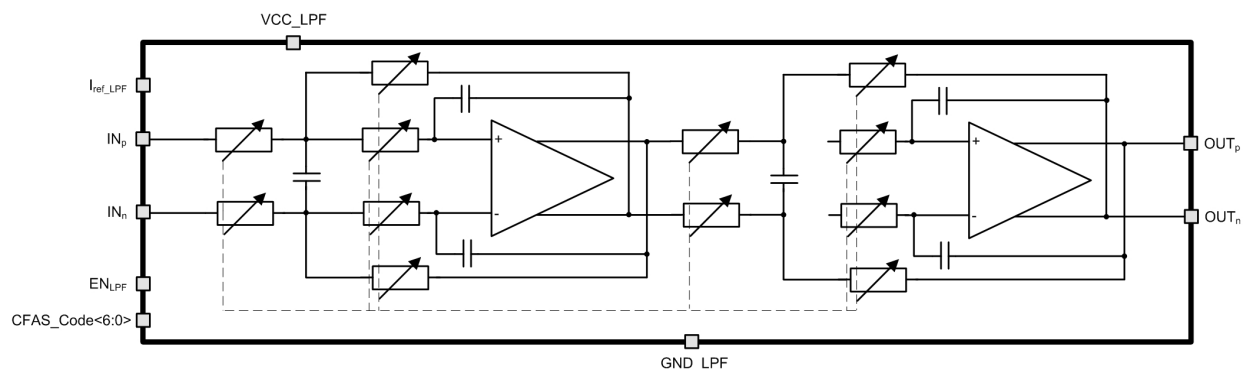 VCC_LPF
Iref_LPF
INp
+
+
OUTp
INn
-
-
OUTn
ENLPF
CFAS_Code<6:0>
GND_LPF